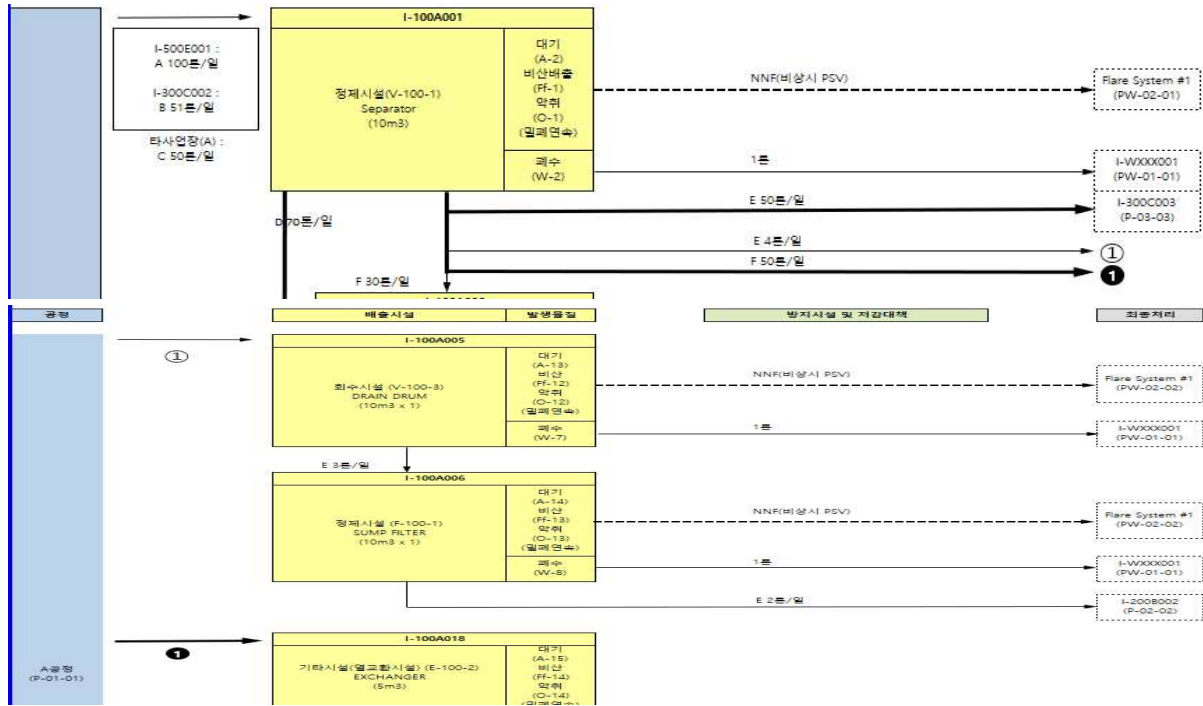 I-100A001
I-500E001 :
A 100톤/일
I-300C002 :
B 51톤/일
타사업장(A) :
C 50톤/일
정제시설(V-100-1)
Separator
(10m3)
대기
(A-2)
비산배출
(Ff-1)
악취
(O-1)
(밀폐연속)
폐수
(W-2)
NNF(비상시 PSV)
Flare System #1
(PW-02-01)
1톤
I-WXXX001
(PW-01-01)
E 50톤/일
I-300C003
(P-03-03)
D 70톤/일
E 4톤/일
①
F 50톤/일
❶
F 30톤/일
공정
배출시설
발생물질
방지시설 및 저감대책
최종처리
①
I-100A005
회수시설 (V-100-3)
DRAIN DRUM
(10m3 x 1)
대기
(A-13)
비산
(Ff-12)
악취
(O-12)
(밀폐연속)
폐수
(W-7)
NNF(비상시 PSV)
Flare System #1
(PW-02-02)
1톤
I-WXXX001
(PW-01-01)
E 3톤/일
I-100A006
정제시설 (F-100-1)
SUMP FILTER
(10m3 x 1)
대기
(A-14)
비산
(Ff-13)
악취
(O-13)
(밀폐연속)
폐수
(W-8)
NNF(비상시 PSV)
Flare System #1
(PW-02-02)
1톤
I-WXXX001
(PW-01-01)
E 2톤/일
I-200B002
(P-02-02)
❶
A공정
(P-01-01)
I-100A018
기타시설(열교환시설) (E-100-2)
EXCHANGER
(5m3)
대기
(A-15)
비산
(Ff-14)
악취
(O-14)
(밀폐연속)